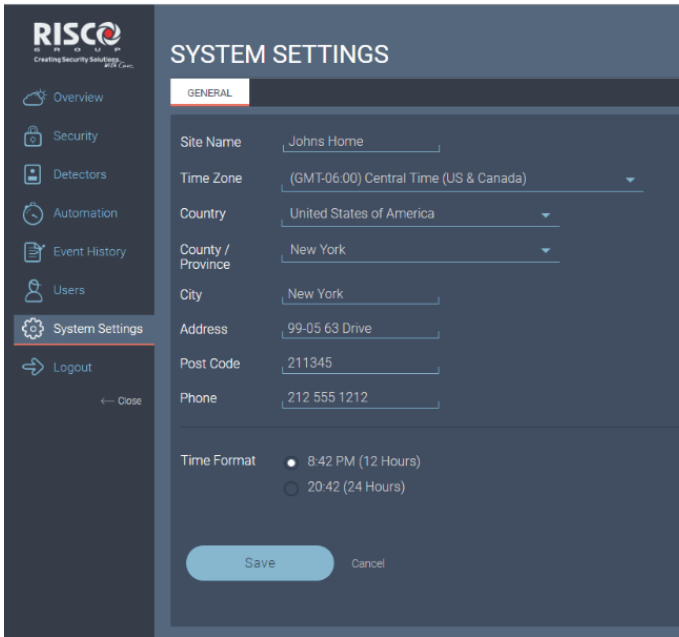 RISCO
GROUP
Creating Security Solutions
With Care.
Overview
Security
Detectors
Automation
Event History
Users
System Settings
Logout
← Close
SYSTEM SETTINGS
GENERAL
Site Name Johns Home
Time Zone (GMT-06:00) Central Time (US & Canada)
Country United States of America
County /
Province New York
City New York
Address 99-05 63 Drive
Post Code 211345
Phone 212 555 1212
Time Format 8:42 PM (12 Hours)
20:42 (24 Hours)
Save Cancel